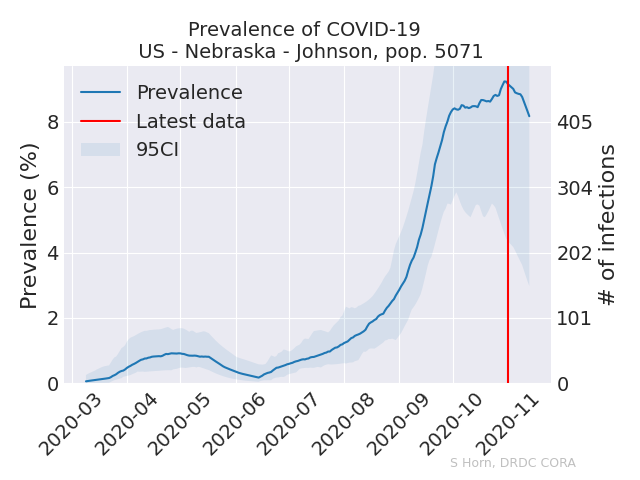 Prevalence of COVID-19
US - Nebraska - Johnson, pop. 5071
Prevalence
Latest data
95CI
Prevalence (%)
8
6
4
2
0
405
304
202
101
0
# of infections
2020-03
2020-04
2020-05
2020-06
2020-07
2020-08
2020-09
2020-10
2020-11
S Horn, DRDC CORA